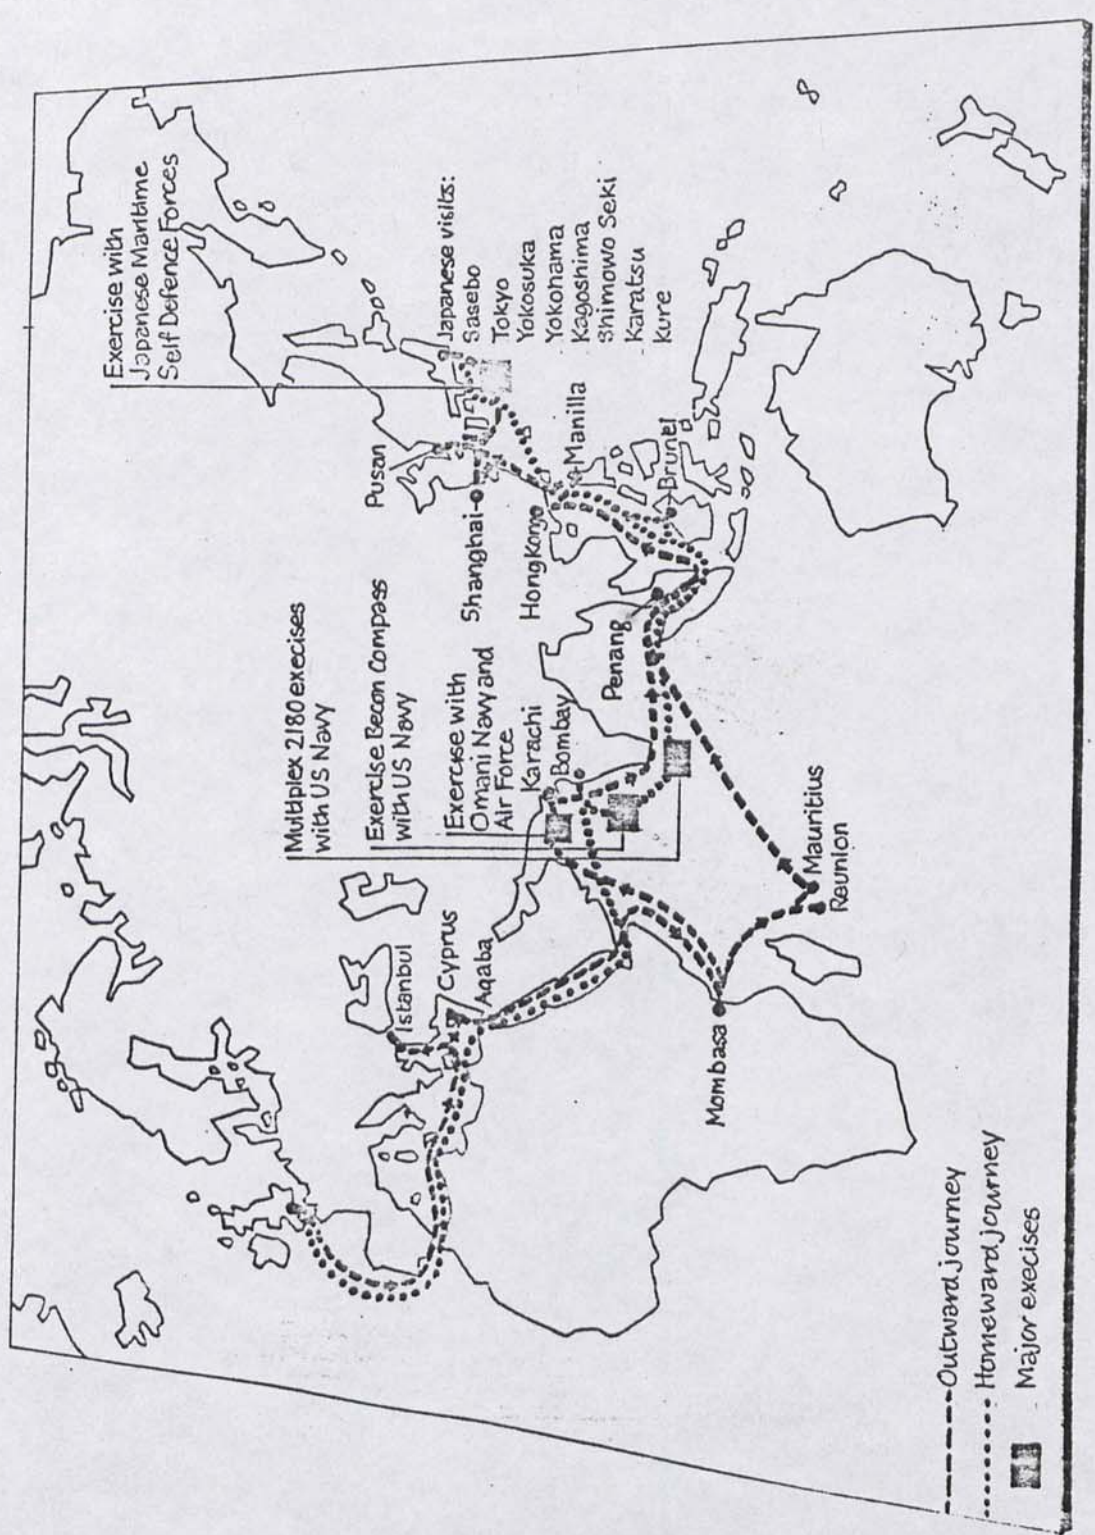 Exercise with
Japanese Maritime
Self Defence Forces
Japanese visits:
Sasebo
Tokyo
Yokosuka
Yokohama
Kagoshima
Shimowo Seki
Karatsu
Kure
Pusan
Shanghai
Hong Kong
Manilla
Brunei
Multiplex 2180 execises
with US Navy
Exercise Becon Compass
with US Navy
Exercise with
Omani Navy and
Air Force
Karachi
Bombay
Penang
Istanbul
Cyprus
Aqaba
Mauritius
Reunion
Mombasa
Outward journey
Homeward journey
Major execises